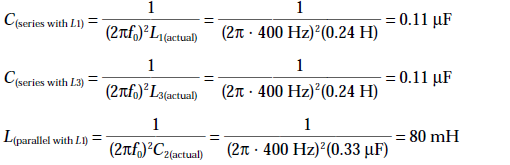 C(series with L1) = 1/((2πf₀)²L1(actual)) = 1/((2π · 400 Hz)²(0.24 H)) = 0.11 μF
C(series with L3) = 1/((2πf₀)²L3(actual)) = 1/((2π · 400 Hz)²(0.24 H)) = 0.11 μF
L(parallel with L1) = 1/((2πf₀)²C2(actual)) = 1/((2π · 400 Hz)²(0.33 μF)) = 80 mH